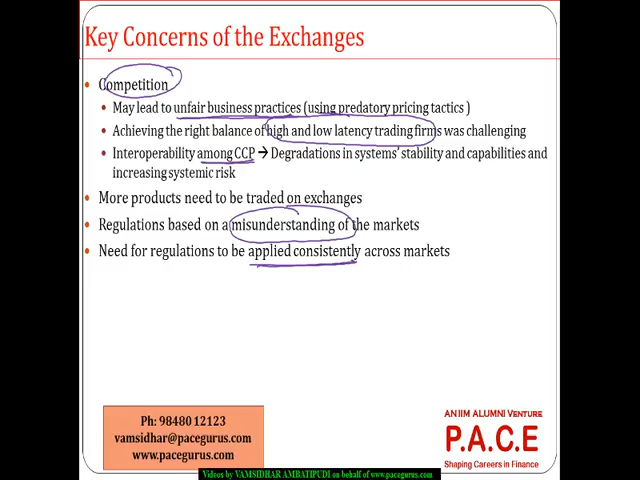 Key Concerns of the Exchanges
• Competition
• May lead to unfair business practices (using predatory pricing tactics )
• Achieving the right balance of high and low latency trading firms was challenging
• Interoperability among CCP → Degradations in systems' stability and capabilities and
increasing systemic risk
• More products need to be traded on exchanges
• Regulations based on a misunderstanding of the markets
• Need for regulations to be applied consistently across markets
Ph: 98480 12123
vamsidhar@pacegurus.com
www.pacegurus.com
AN IIM ALUMNI VENTURE
P.A.C.E
Shaping Careers in Finance
Videos by VAMSIDHAR AMBATIPUDI on behalf of www.pacegurus.com